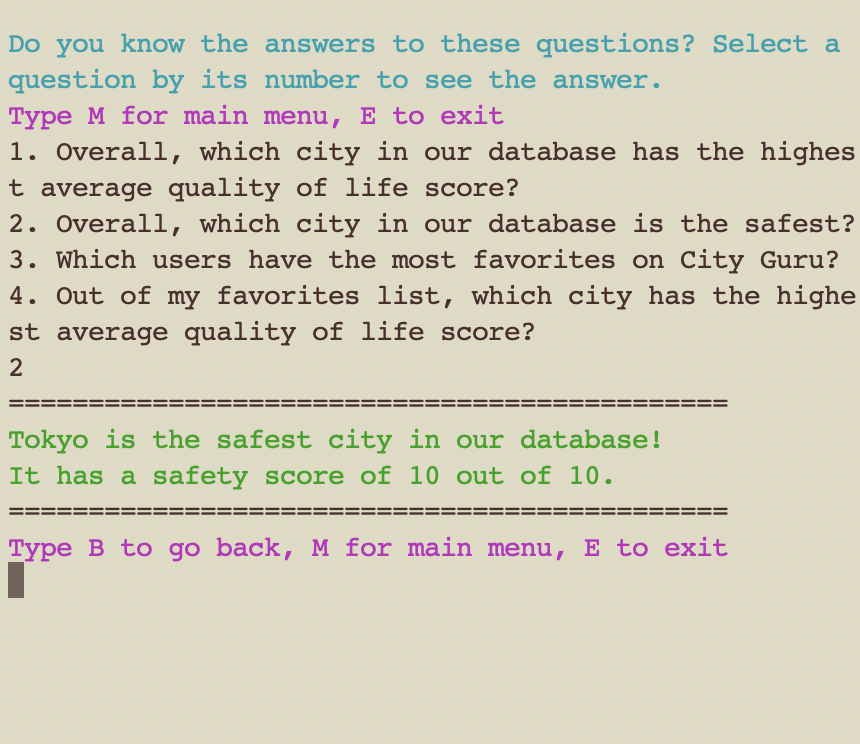 Do you know the answers to these questions? Select a
question by its number to see the answer.
Type M for main menu, E to exit
1. Overall, which city in our database has the highes
t average quality of life score?
2. Overall, which city in our database is the safest?
3. Which users have the most favorites on City Guru?
4. Out of my favorites list, which city has the highe
st average quality of life score?
2
=============================================
Tokyo is the safest city in our database!
It has a safety score of 10 out of 10.
=============================================
Type B to go back, M for main menu, E to exit